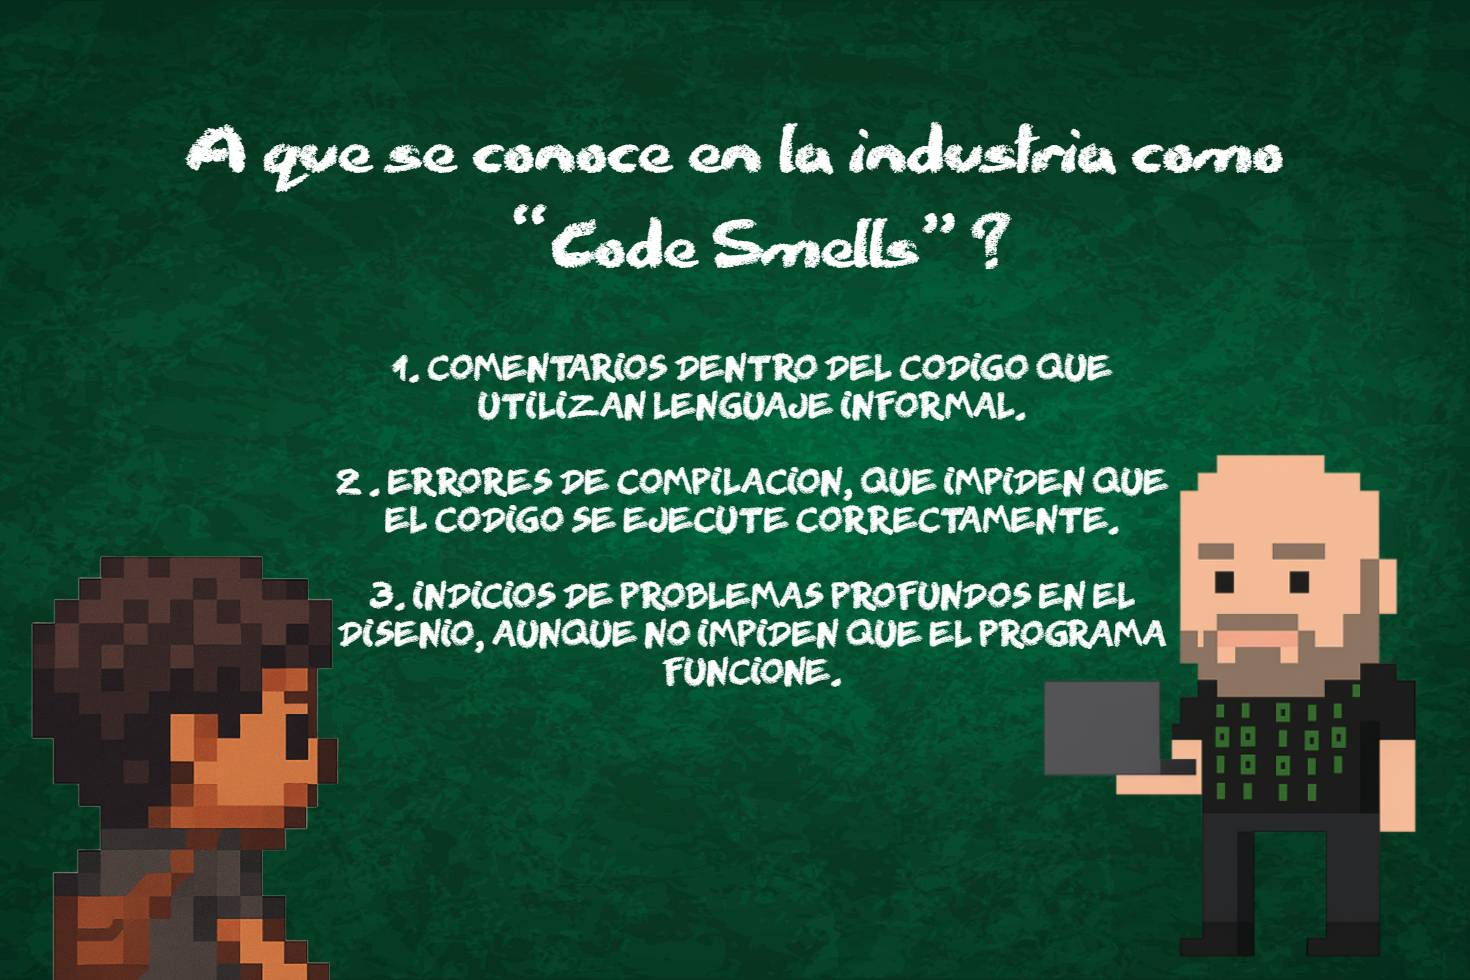 A que se conoce en la industria como
“Code Smells” ?
1. COMENTARIOS DENTRO DEL CODIGO QUE
UTILIZAN LENGUAJE INFORMAL.
2. ERRORES DE COMPILACION, QUE IMPIDEN QUE
EL CODIGO SE EJECUTE CORRECTAMENTE.
3. INDICIOS DE PROBLEMAS PROFUNDOS EN EL
DISENIO, AUNQUE NO IMPIDEN QUE EL PROGRAMA
FUNCIONE.